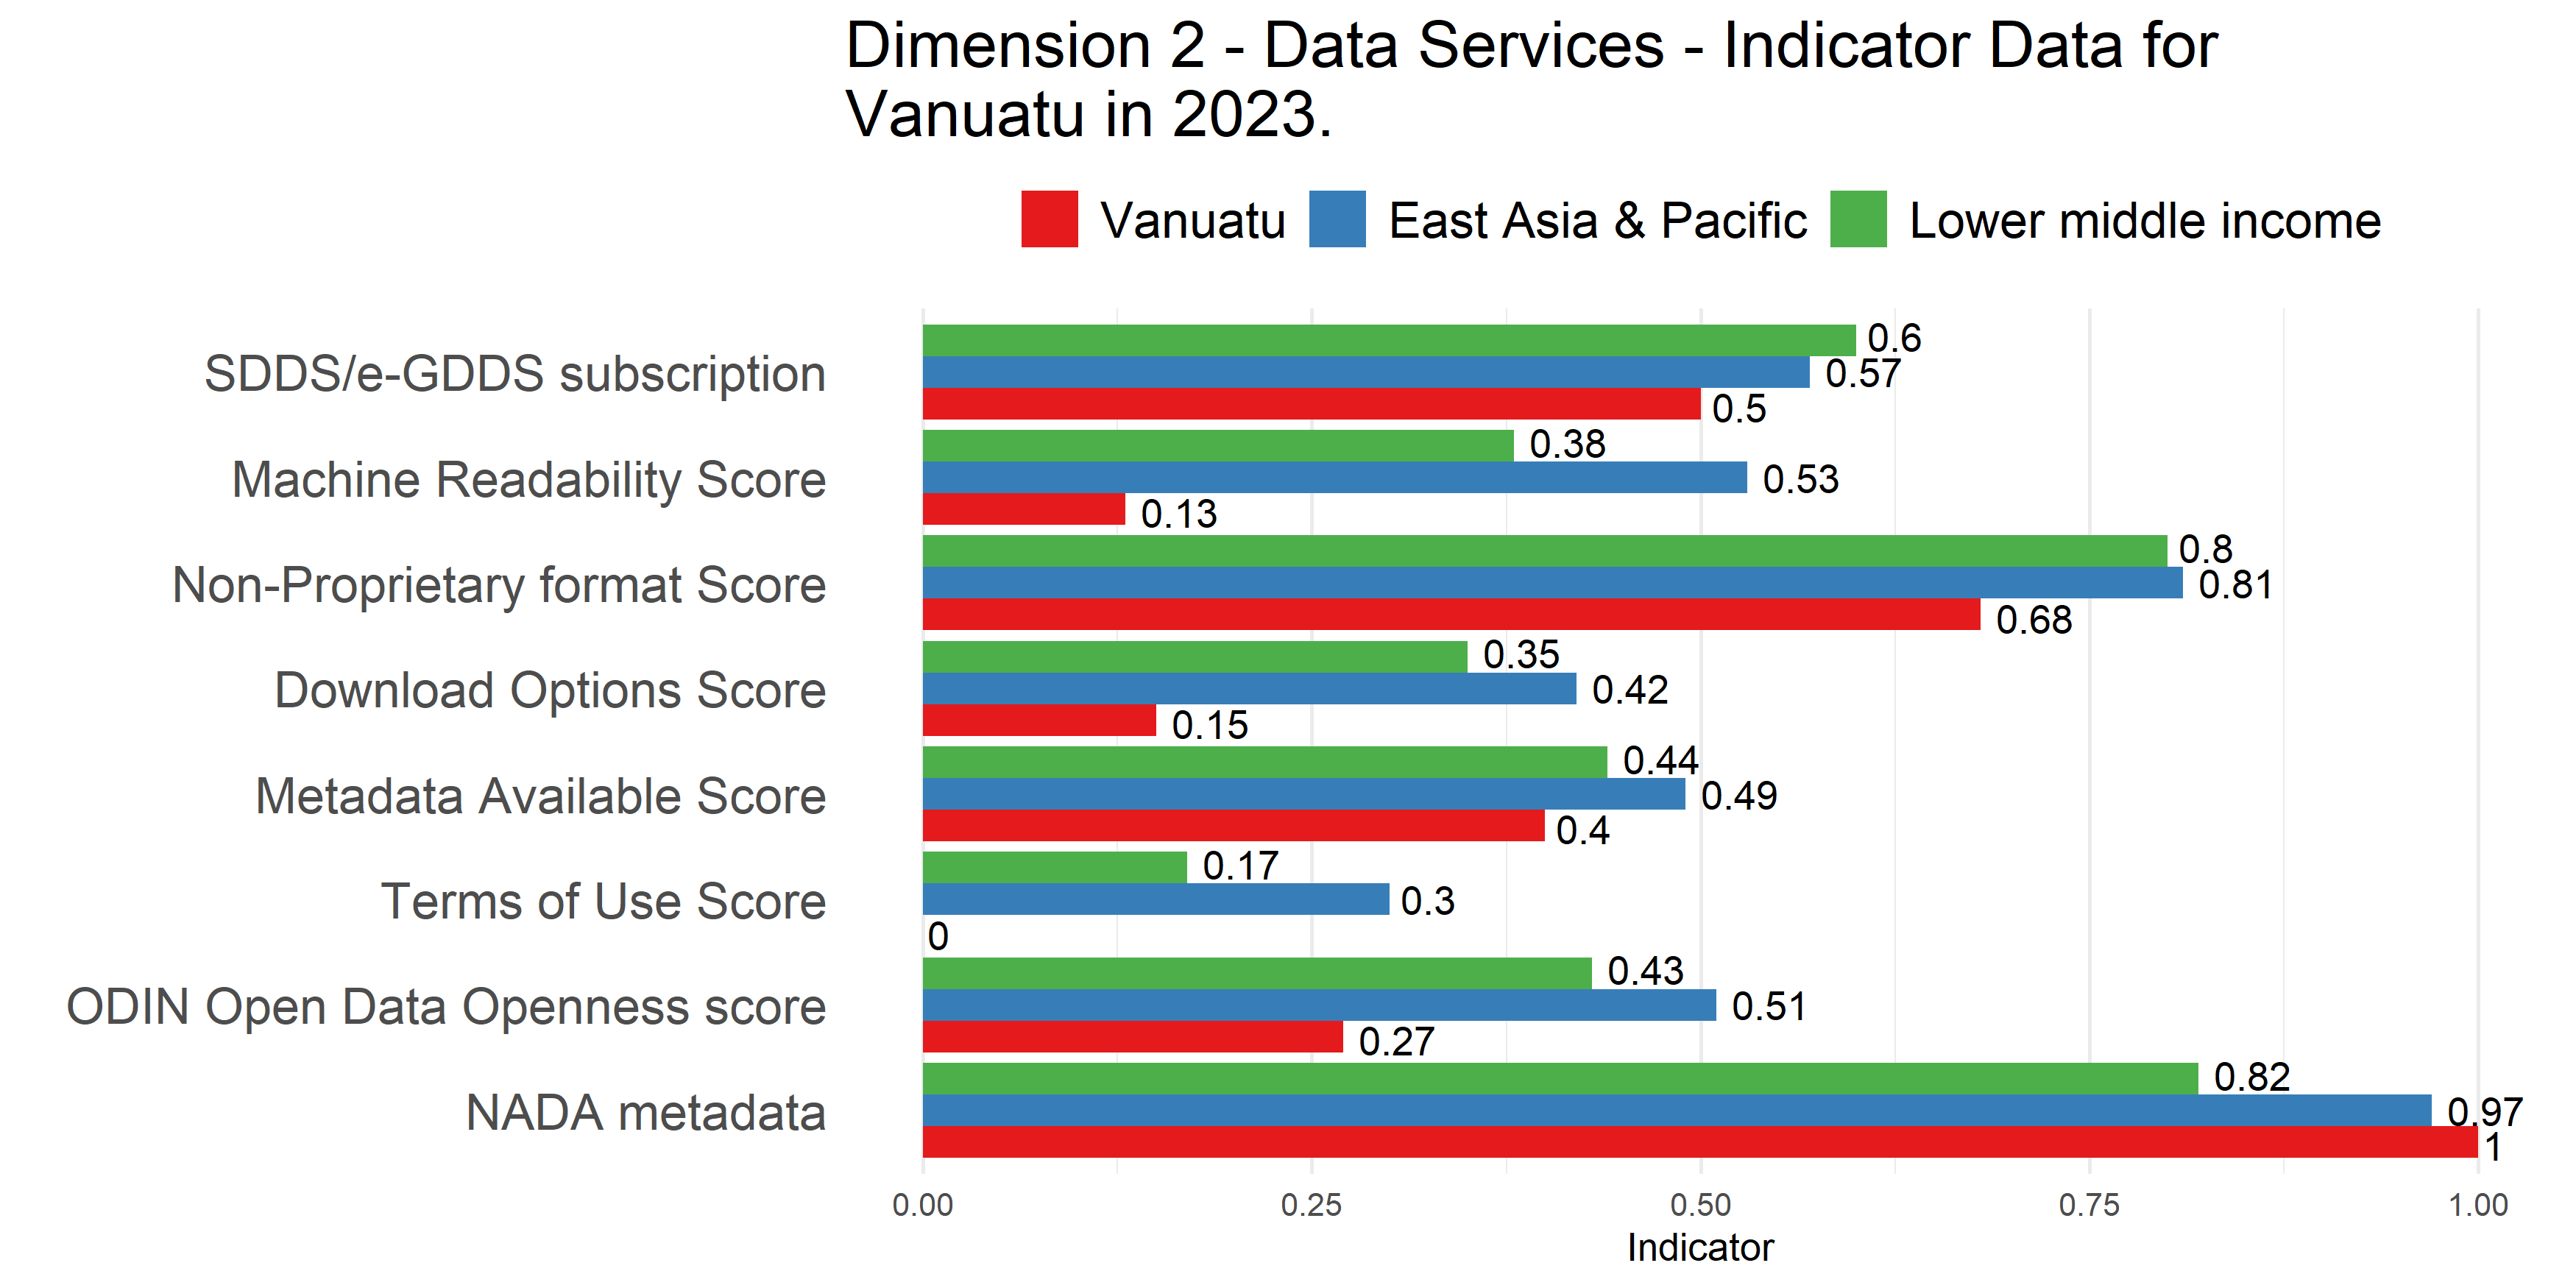 Dimension 2 - Data Services - Indicator Data for
Vanuatu in 2023.
Vanuatu East Asia & Pacific Lower middle income
SDDS/e-GDDS subscription
0.6
0.57
0.5
Machine Readability Score
0.38
0.53
0.13
Non-Proprietary format Score
0.8
0.81
0.68
Download Options Score
0.35
0.42
0.15
Metadata Available Score
0.44
0.49
0.4
Terms of Use Score
0.17
0.3
0
ODIN Open Data Openness score
0.43
0.51
0.27
NADA metadata
0.82
0.97
1
0.00 0.25 0.50 0.75 1.00
Indicator